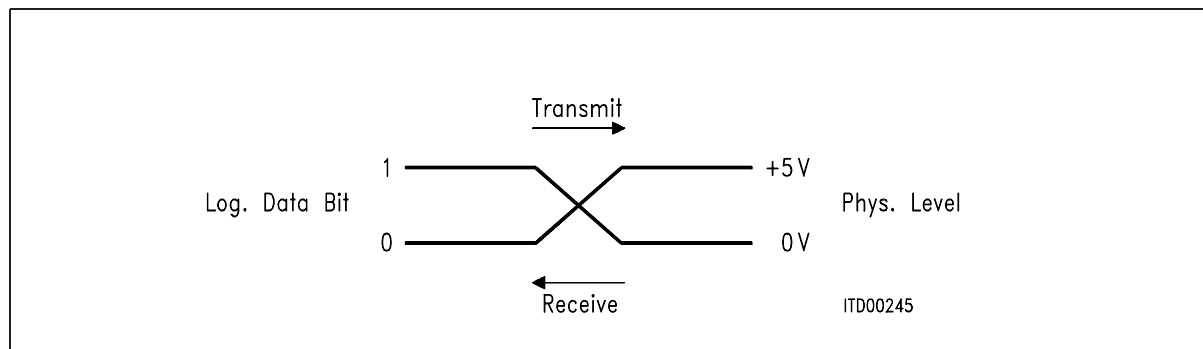 Transmit
1
+5V
Log. Data Bit
Phys. Level
0
0V
Receive
ITD00245